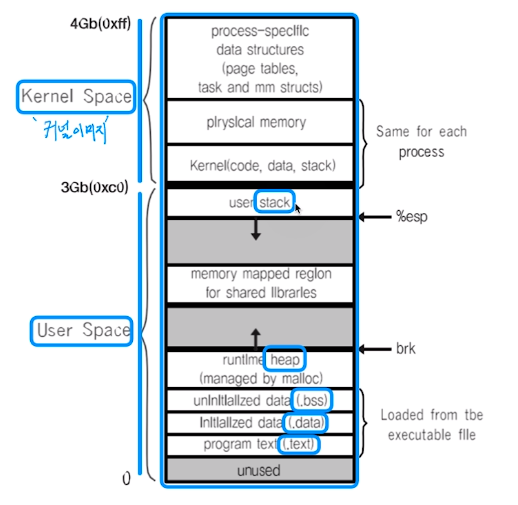 4Gb(0xff)
process-specific
data structures
(page tables,
task and mm structs)
Kernel Space
'커널이미지'
physical memory
Same for each
process
Kernel(code, data, stack)
3Gb(0xc0)
user stack
%esp
memory mapped region
for shared libraries
User Space
brk
runtime heap
(managed by malloc)
uninitialized data (.bss)
Initialized data (.data)
Loaded from the
executable file
program text (.text)
0
unused